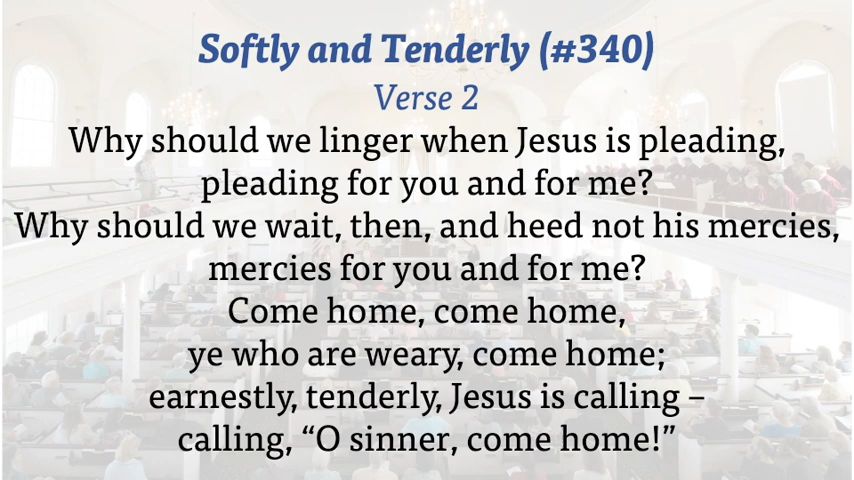 Softly and Tenderly (#340)
Verse 2
Why should we linger when Jesus is pleading,
pleading for you and for me?
Why should we wait, then, and heed not his mercies,
mercies for you and for me?
Come home, come home,
ye who are weary, come home;
earnestly, tenderly, Jesus is calling –
calling, “O sinner, come home!”